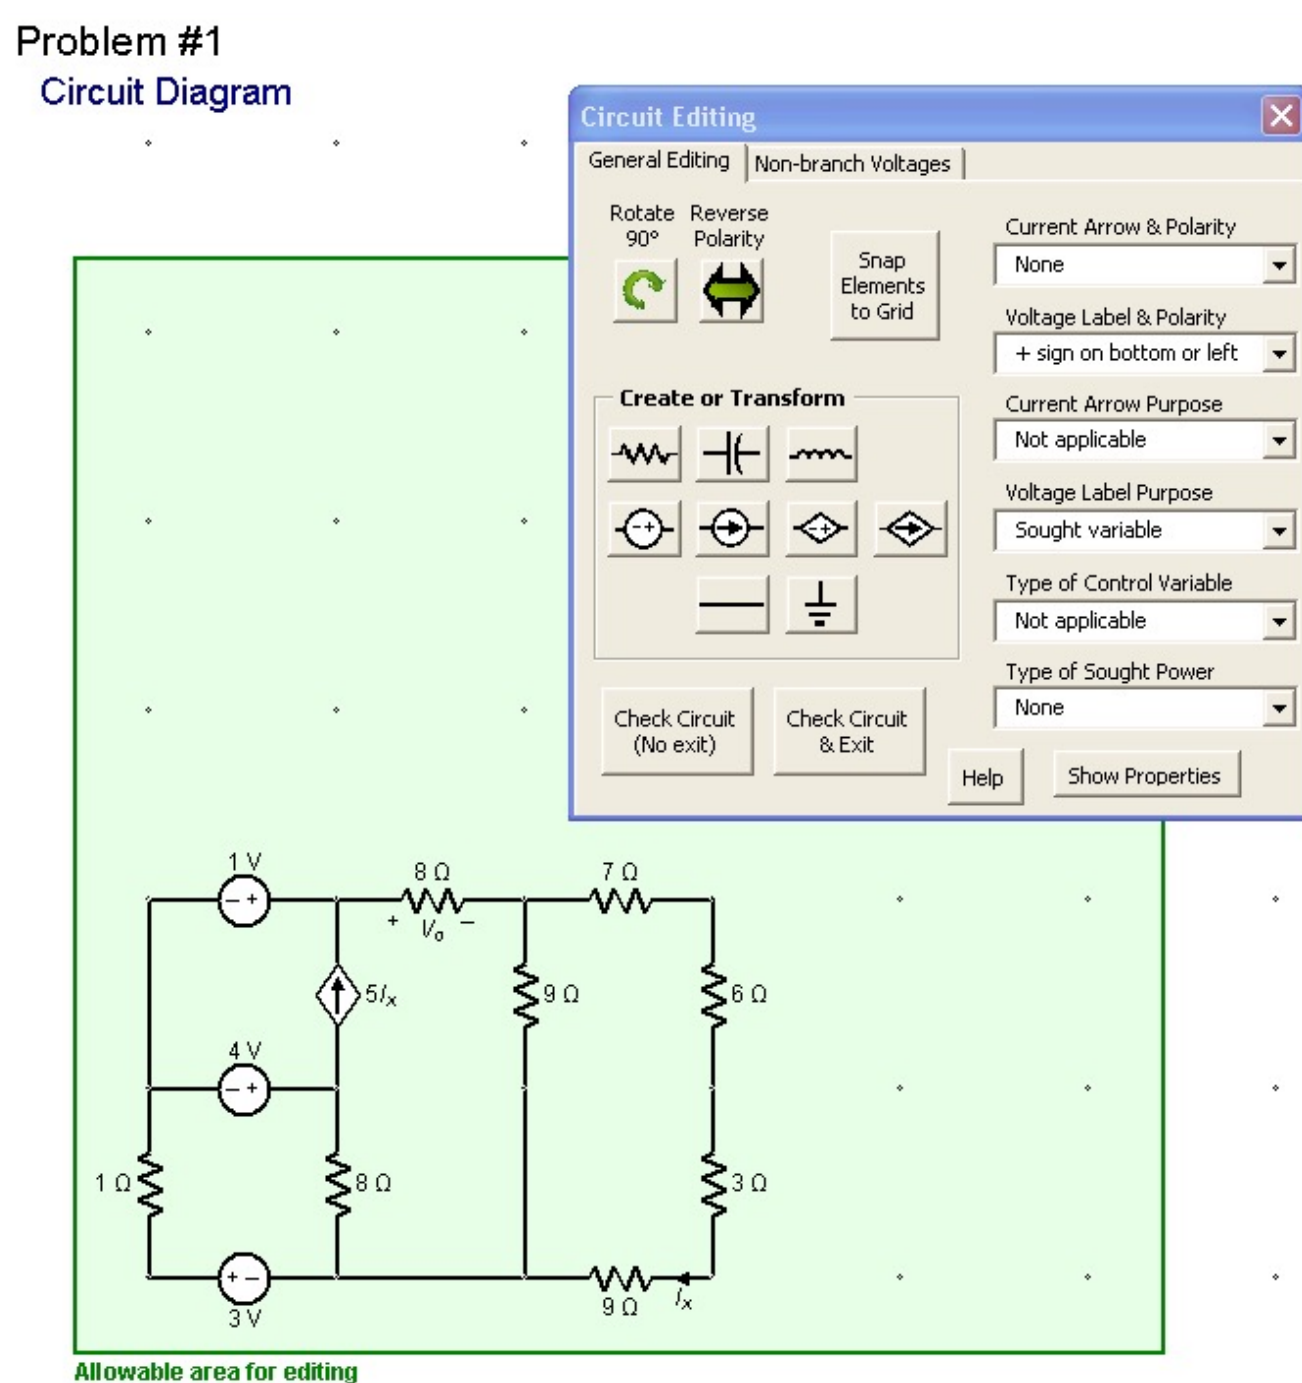 Problem #1
Circuit Diagram
Circuit Editing
General Editing
Non-branch Voltages
Rotate
90°
Reverse
Polarity
Snap
Elements
to Grid
Create or Transform
Check Circuit
(No exit)
Check Circuit
& Exit
Help
Show Properties
Current Arrow & Polarity
None
Voltage Label & Polarity
+ sign on bottom or left
Current Arrow Purpose
Not applicable
Voltage Label Purpose
Sought variable
Type of Control Variable
Not applicable
Type of Sought Power
None
1 V
8 Ω
7 Ω
+ Vo −
5Ix
9 Ω
6 Ω
4 V
1 Ω
8 Ω
3 Ω
3 V
9 Ω
Ix
Allowable area for editing